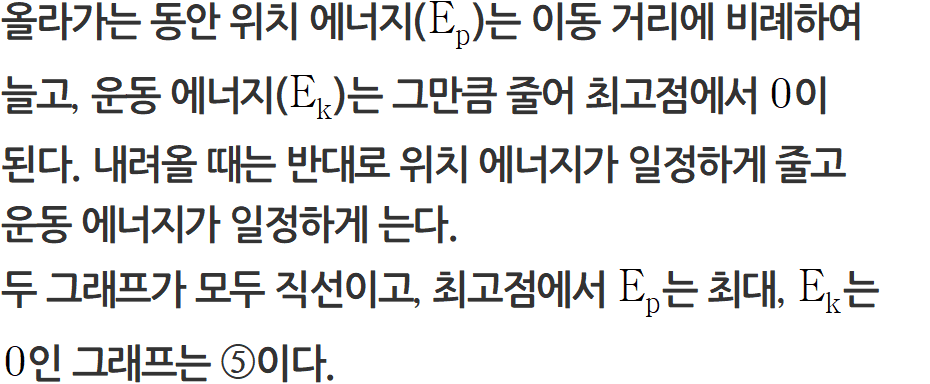 올라가는 동안 위치 에너지(E_p)는 이동 거리에 비례하여
늘고, 운동 에너지(E_k)는 그만큼 줄어 최고점에서 0이
된다. 내려올 때는 반대로 위치 에너지가 일정하게 줄고
운동 에너지가 일정하게 는다.
두 그래프가 모두 직선이고, 최고점에서 E_p는 최대, E_k는
0인 그래프는 ⑤이다.